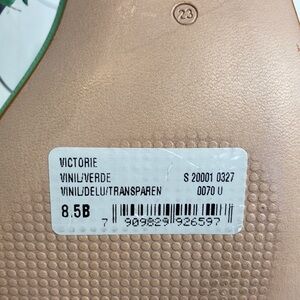 23
VICTORIE
VINIL/VERDE S 20001 0327
VINIL/DELU/TRANSPAREN 0070 U
8.5B
7 909829 926597